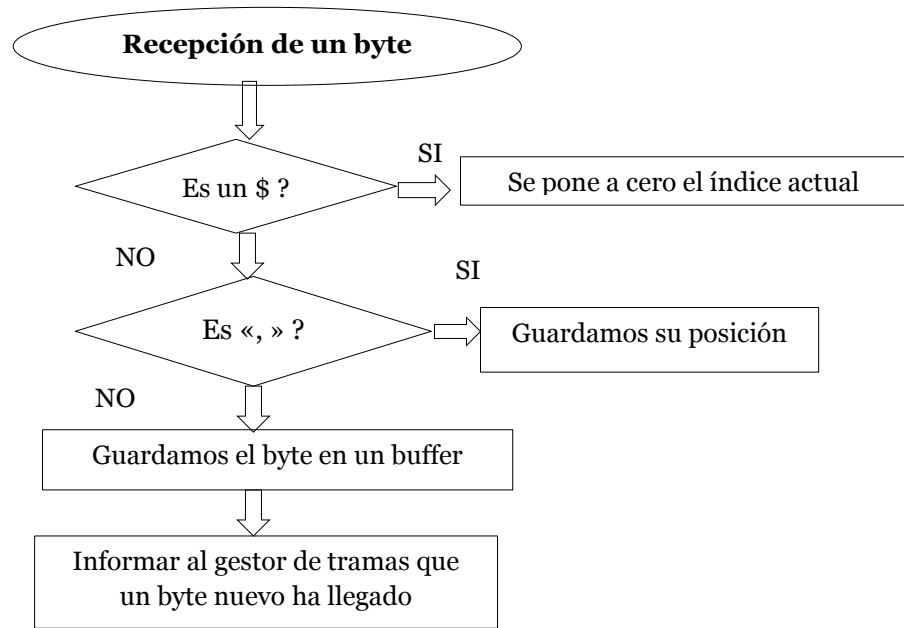 Recepción de un byte
SI
Es un $ ?
Se pone a cero el índice actual
NO
SI
Es «, » ?
Guardamos su posición
NO
Guardamos el byte en un buffer
Informar al gestor de tramas que
un byte nuevo ha llegado